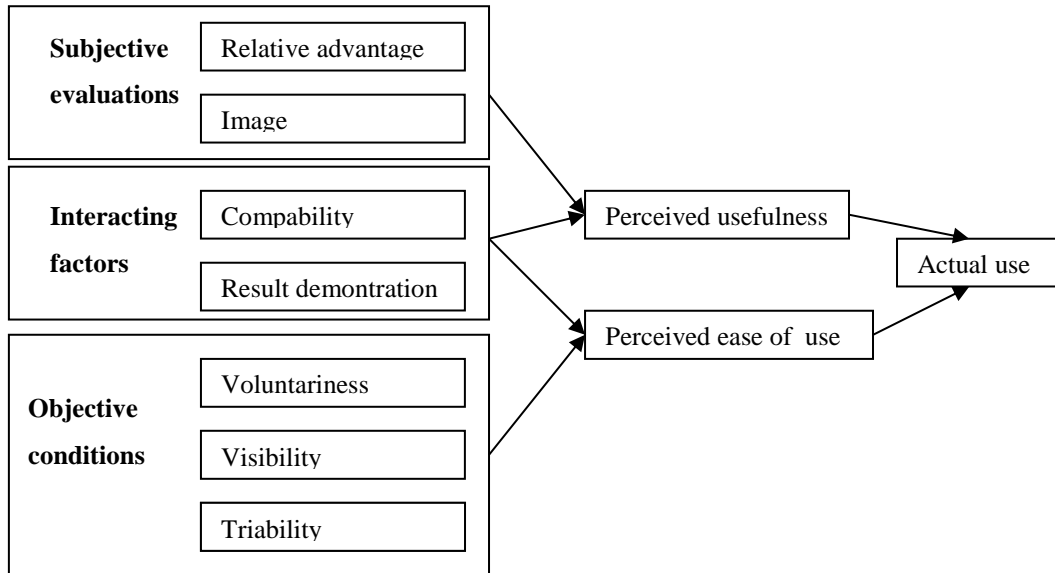 Subjective
evaluations
Relative advantage
Image
Interacting
factors
Compability
Result demontration
Objective
conditions
Voluntariness
Visibility
Triability
Perceived usefulness
Perceived ease of use
Actual use